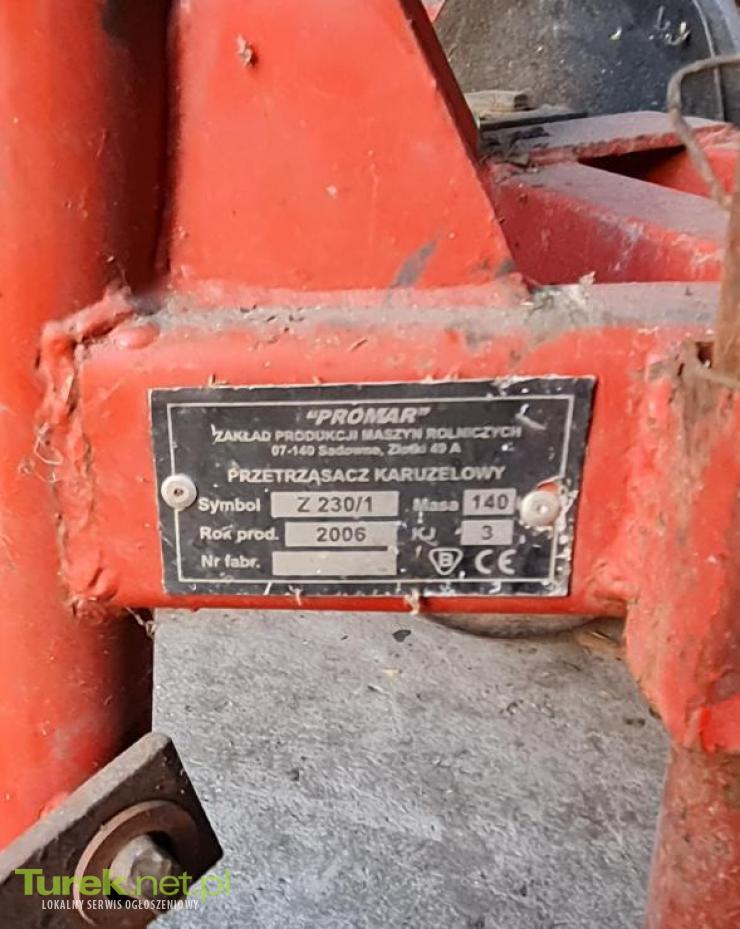 "PROMAR"
ZAKŁAD PRODUKCJI MASZYN ROLNICZYCH
07-140 Sadowne, Złotki 49 A
PRZETRZĄSACZ KARUZELOWY
Symbol Z 230/1 Masa 140
Rok prod. 2006 KJ 3
Nr fabr. B CE
Turek.net.pl
LOKALNY SERWIS OGŁOSZENIOWY